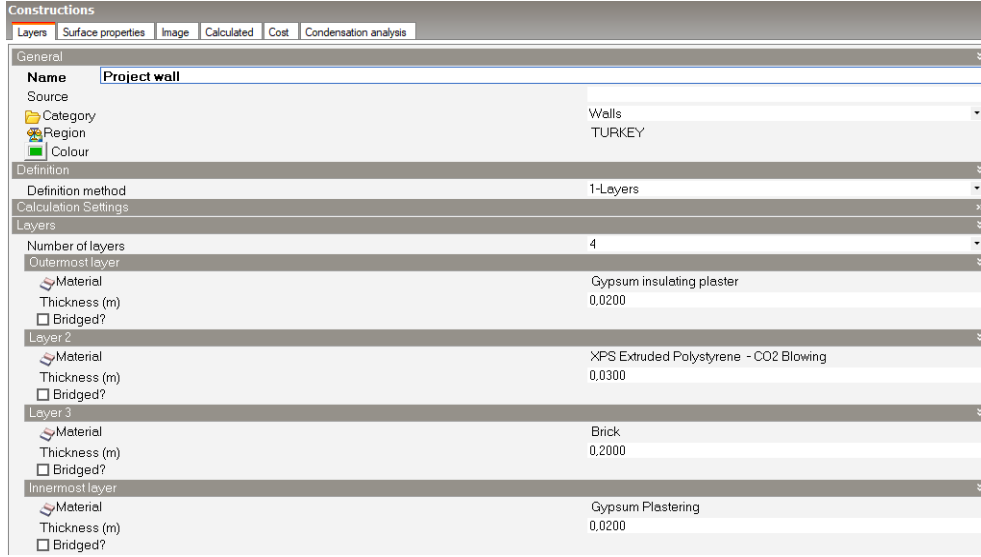 Constructions
Layers Surface properties Image Calculated Cost Condensation analysis
General
Name Project wall
Source
Category Walls
Region TURKEY
Colour
Definition
Definition method 1-Layers
Calculation Settings
Layers
Number of layers 4
Outermost layer
Material Gypsum insulating plaster
Thickness (m) 0,0200
Bridged?
Layer 2
Material XPS Extruded Polystyrene - CO2 Blowing
Thickness (m) 0,0300
Bridged?
Layer 3
Material Brick
Thickness (m) 0,2000
Bridged?
Innermost layer
Material Gypsum Plastering
Thickness (m) 0,0200
Bridged?